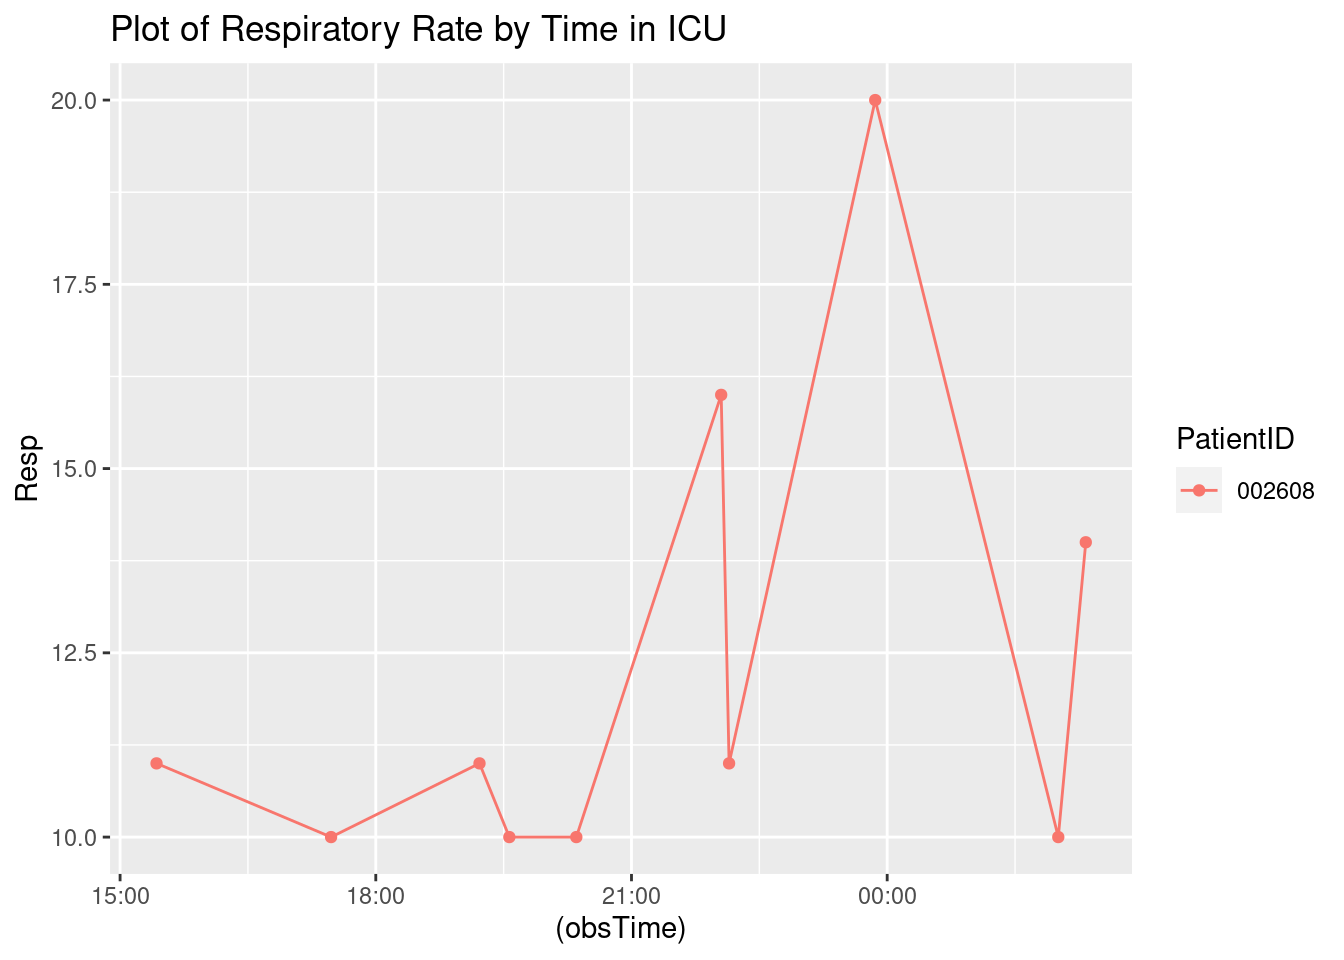 Plot of Respiratory Rate by Time in ICU
20.0
17.5
15.0
12.5
10.0
Resp
15:00 18:00 21:00 00:00
(obsTime)
PatientID
002608